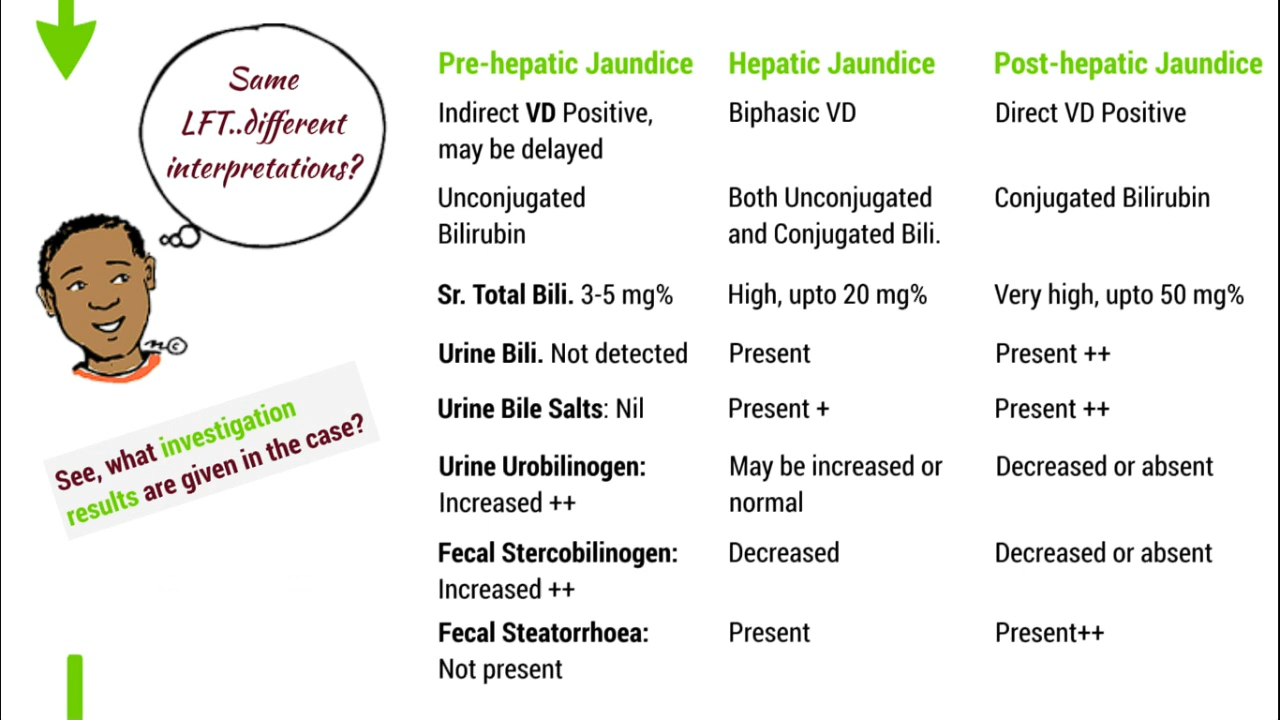 Same
LFT..different
interpretations?
See, what investigation
results are given in the case?
Pre-hepatic Jaundice
Hepatic Jaundice
Post-hepatic Jaundice
Indirect VD Positive,
may be delayed
Biphasic VD
Direct VD Positive
Unconjugated
Bilirubin
Both Unconjugated
and Conjugated Bili.
Conjugated Bilirubin
Sr. Total Bili. 3-5 mg%
High, upto 20 mg%
Very high, upto 50 mg%
Urine Bili. Not detected
Present
Present ++
Urine Bile Salts: Nil
Present +
Present ++
Urine Urobilinogen:
Increased ++
May be increased or
normal
Decreased or absent
Fecal Stercobilinogen:
Increased ++
Decreased
Decreased or absent
Fecal Steatorrhoea:
Not present
Present
Present++